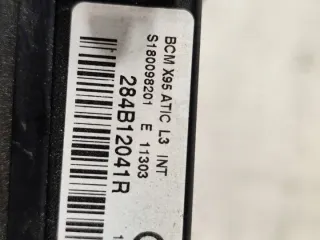 BCM X95 ATIC L3 INT
S180098201 E 11303
284B12041R